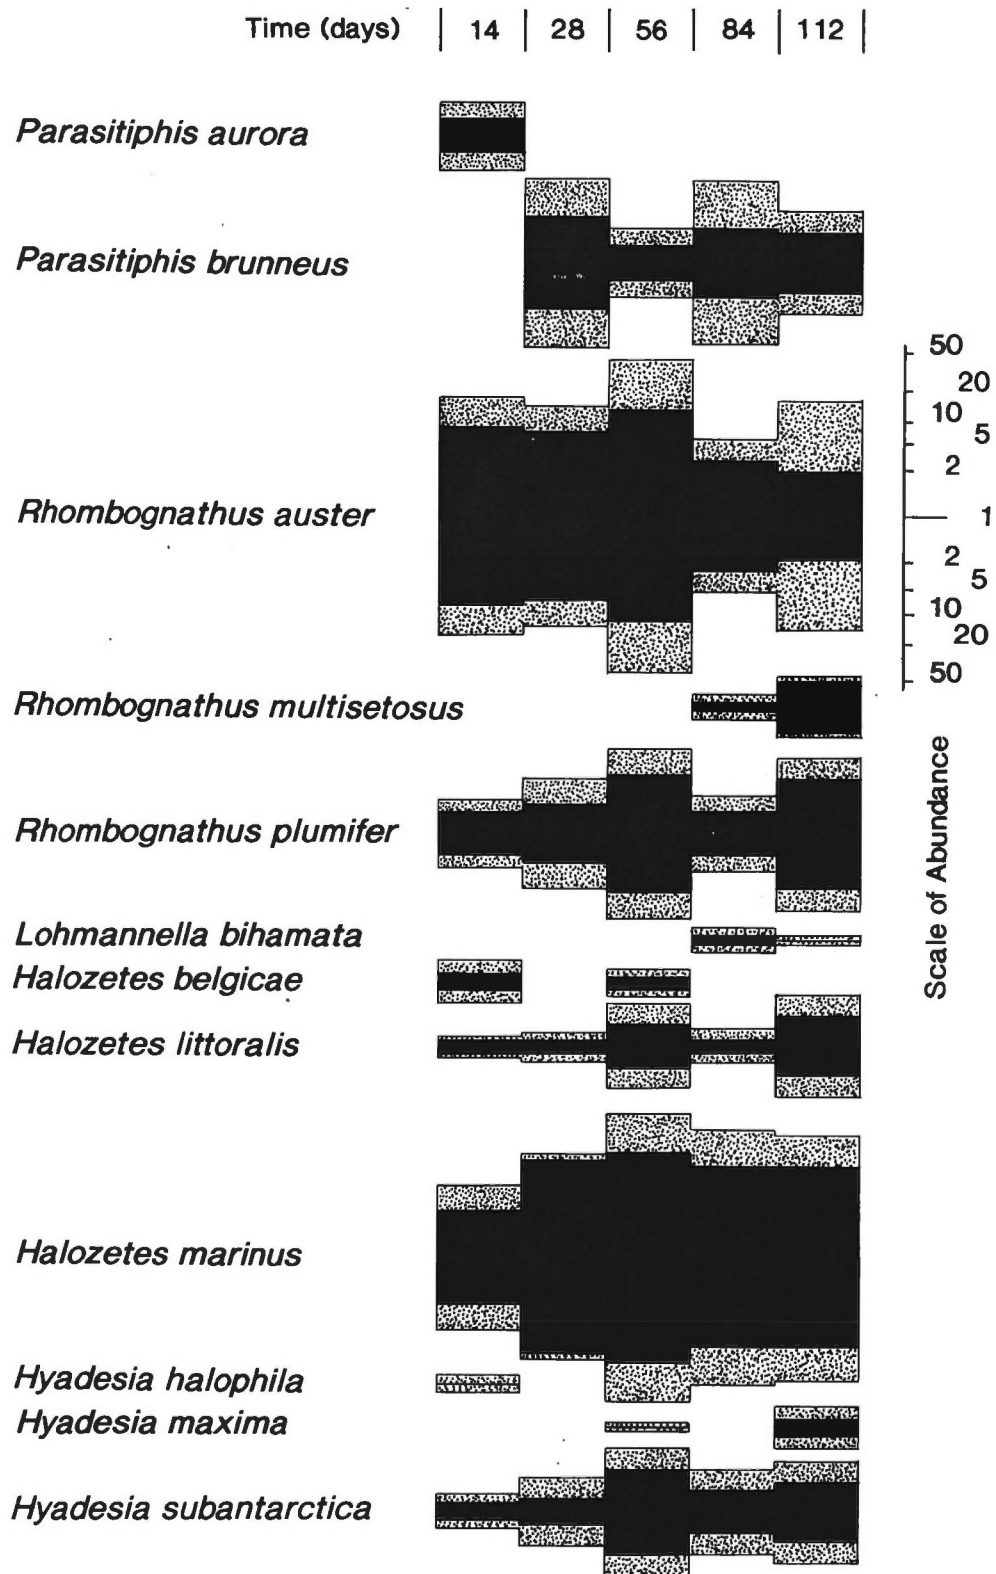 Time (days) | 14 | 28 | 56 | 84 | 112 |
Parasitiphis aurora
Parasitiphis brunneus
50
20
10
5
2
Rhombognathus auster
1
2
5
10
20
50
Rhombognathus multisetosus
Rhombognathus plumifer
Scale of Abundance
Lohmannella bihamata
Halozetes belgicae
Halozetes littoralis
Halozetes marinus
Hyadesia halophila
Hyadesia maxima
Hyadesia subantarctica